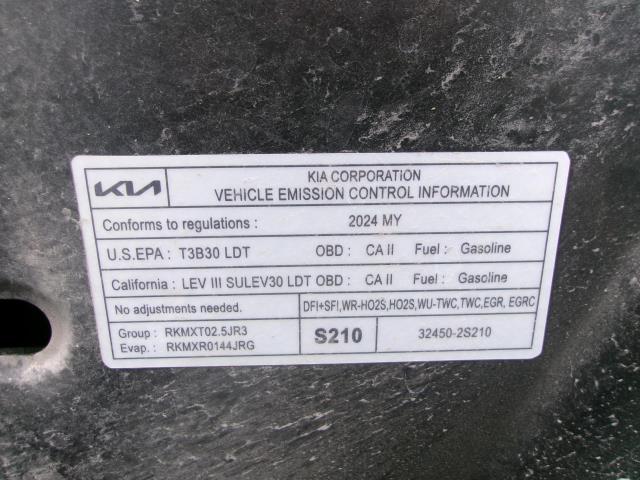 KIA
KIA CORPORATION
VEHICLE EMISSION CONTROL INFORMATION
Conforms to regulations : 2024 MY
U.S.EPA : T3B30 LDT OBD : CA II Fuel : Gasoline
California : LEV III SULEV30 LDT OBD : CA II Fuel : Gasoline
No adjustments needed. DFI+SFI,WR-HO2S,HO2S,WU-TWC,TWC,EGR, EGRC
Group : RKMXT02.5JR3
Evap. : RKMXR0144JRG
S210
32450-2S210